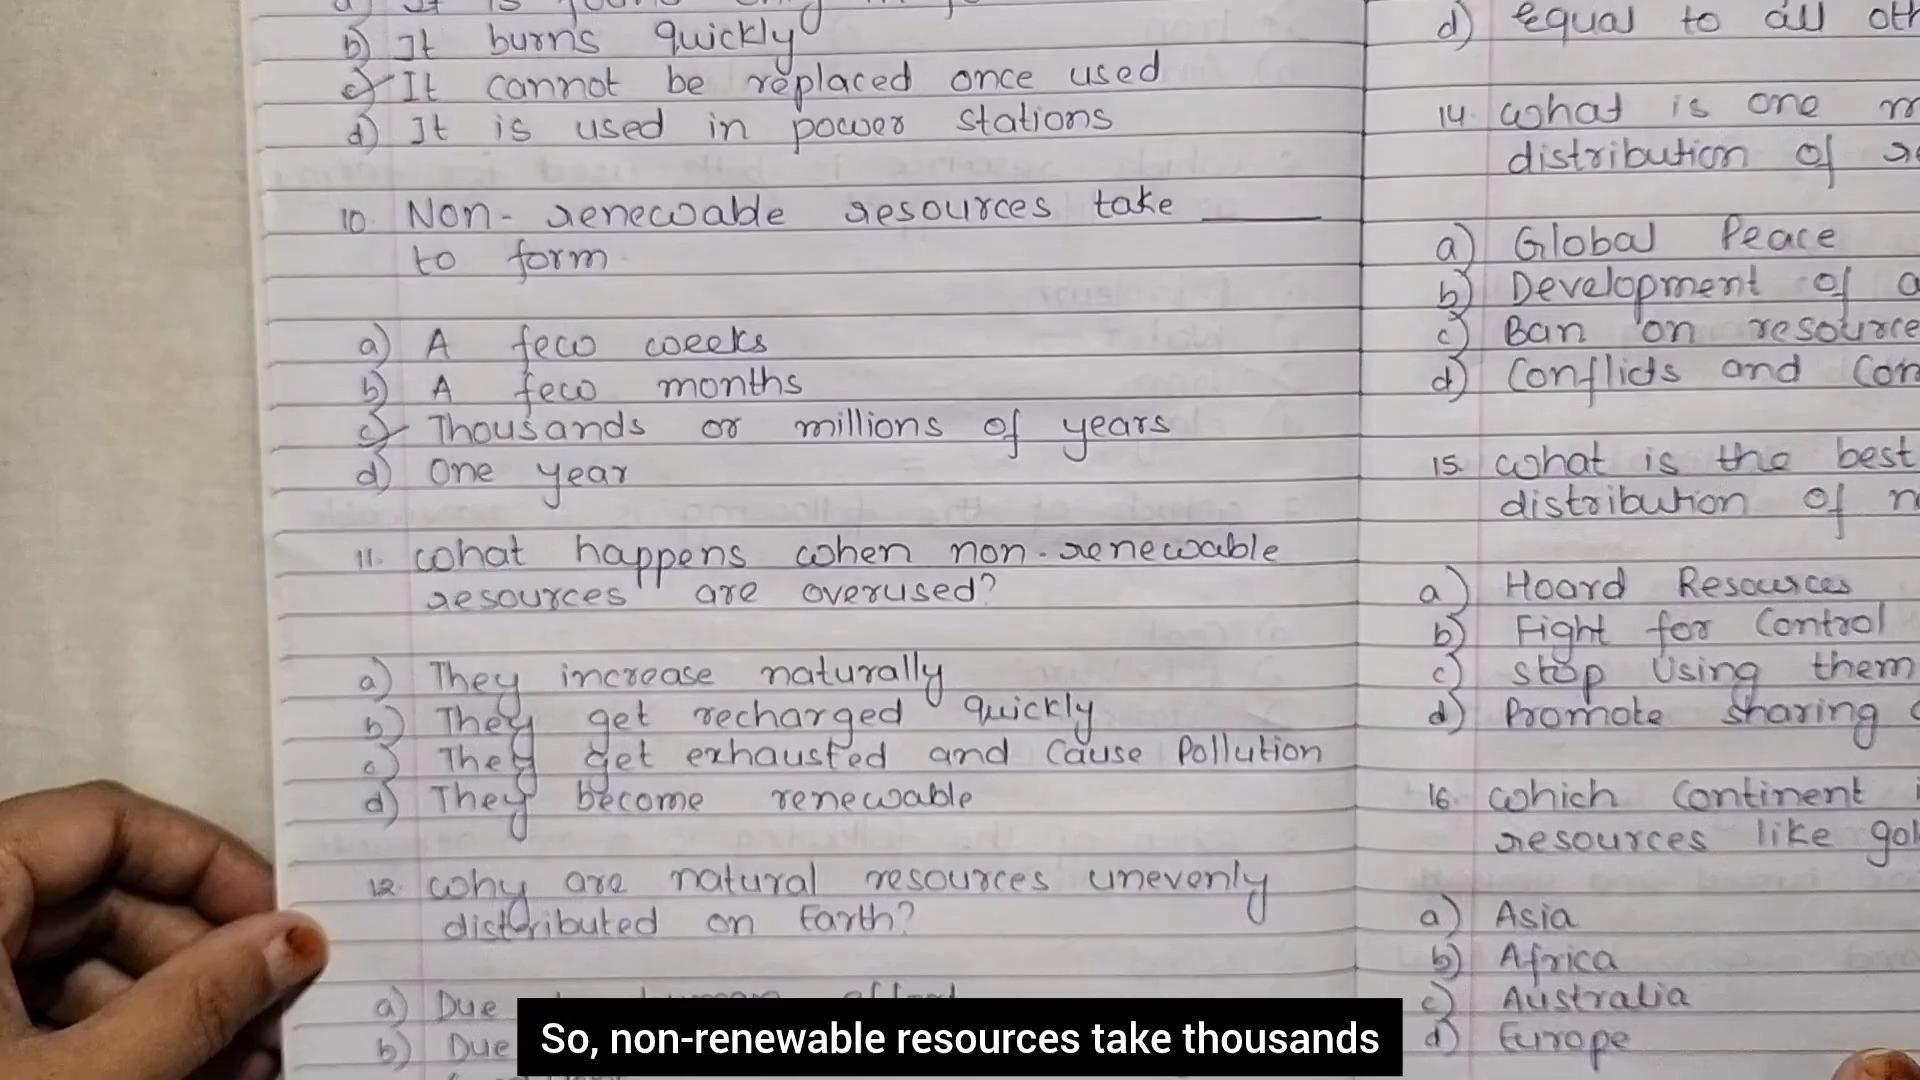 b) It burns quickly
c) It cannot be replaced once used
d) It is used in power stations
10. Non-renewable resources take ______
to form
a) A few weeks
b) A few months
c) Thousands or millions of years
d) One year
11. What happens when non-renewable
resources are overused?
a) They increase naturally
b) They get recharged quickly
c) They get exhausted and Cause Pollution
d) They become renewable
12. Why are natural resources unevenly
distributed on Earth?
a) Due
b) Due
d) Equal to all
14. What is one
distribution of
a) Global Peace
b) Development of
c) Ban on resource
d) Conflicts and
15. What is the best
distribution of
a) Hoard Resources
b) Fight for Control
c) Stop Using them
d) Promote sharing
16. Which Continent
resources like
a) Asia
b) Africa
c) Australia
d) Europe
So, non-renewable resources take thousands